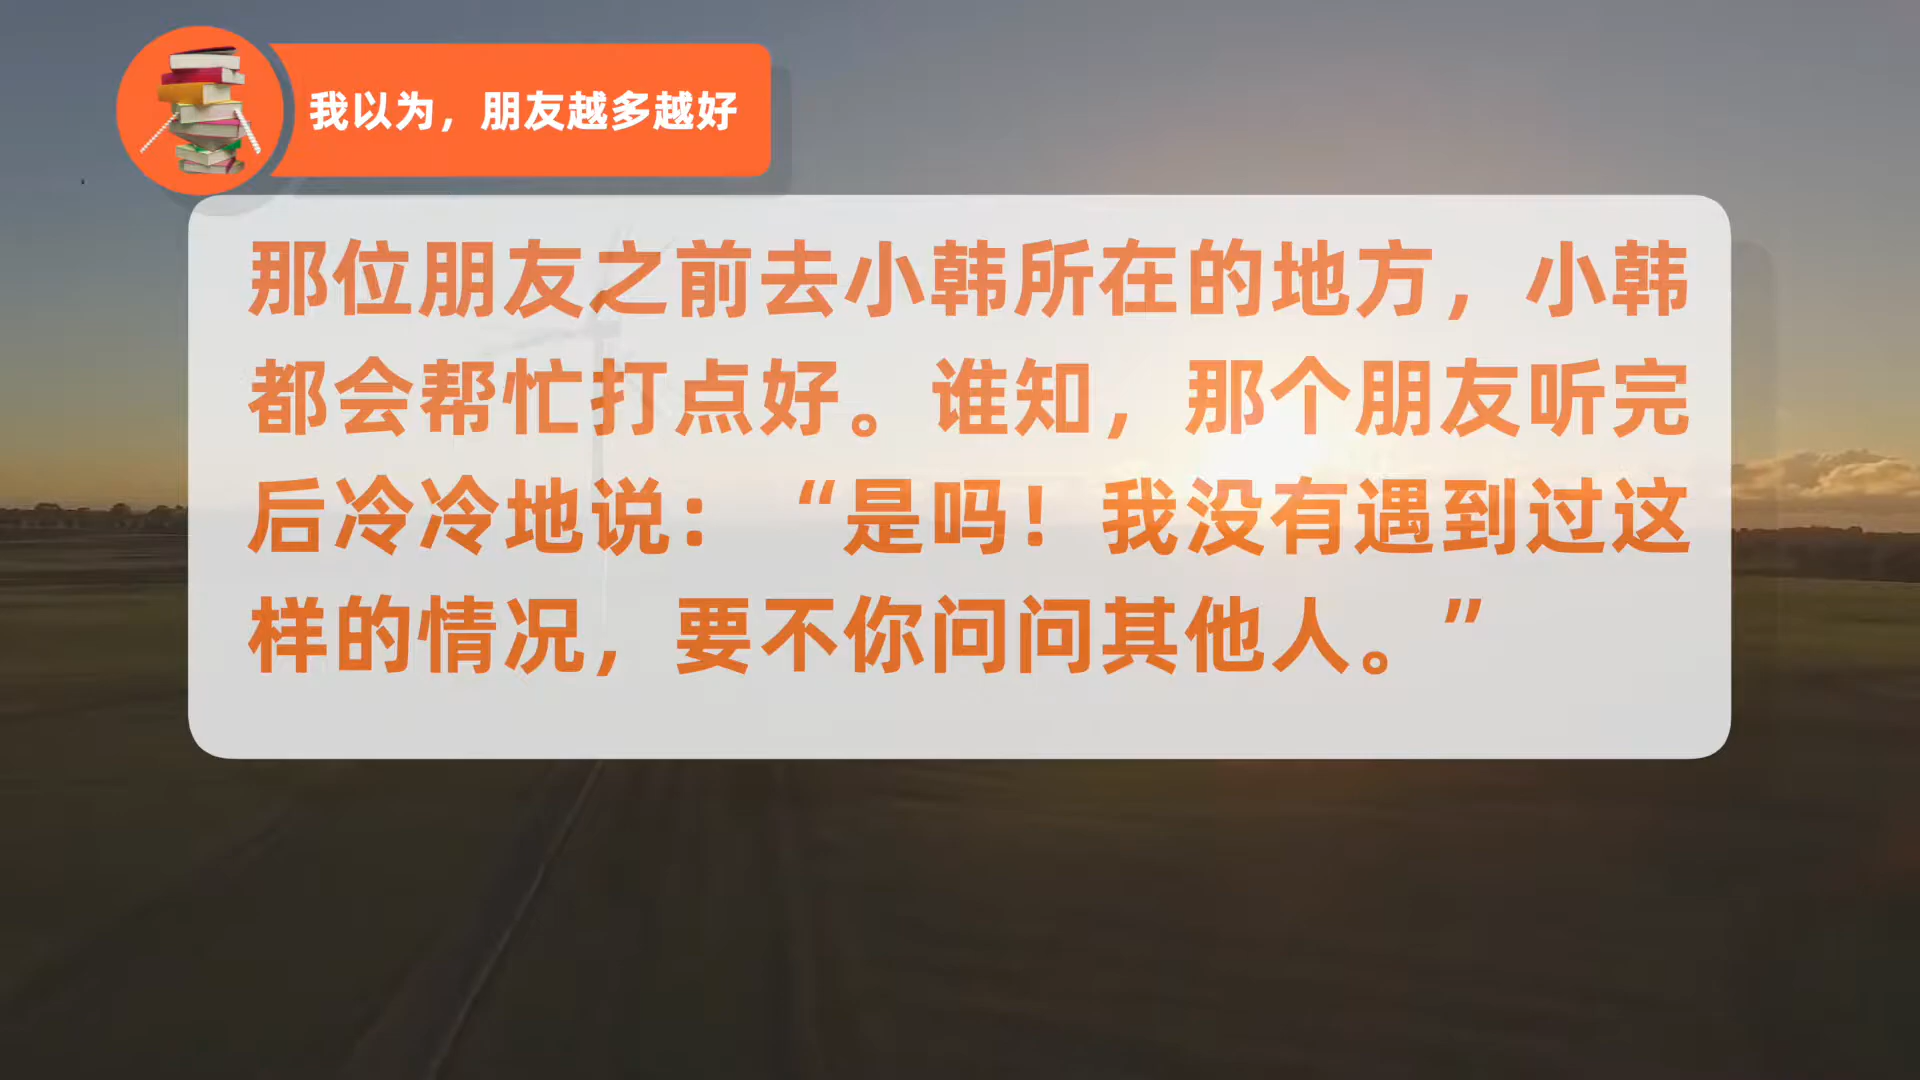 我以为，朋友越多越好
那位朋友之前去小韩所在的地方，小韩
都会帮忙打点好。谁知，那个朋友听完
后冷冷地说：“是吗！我没有遇到过这
样的情况，要不你问问其他人。”